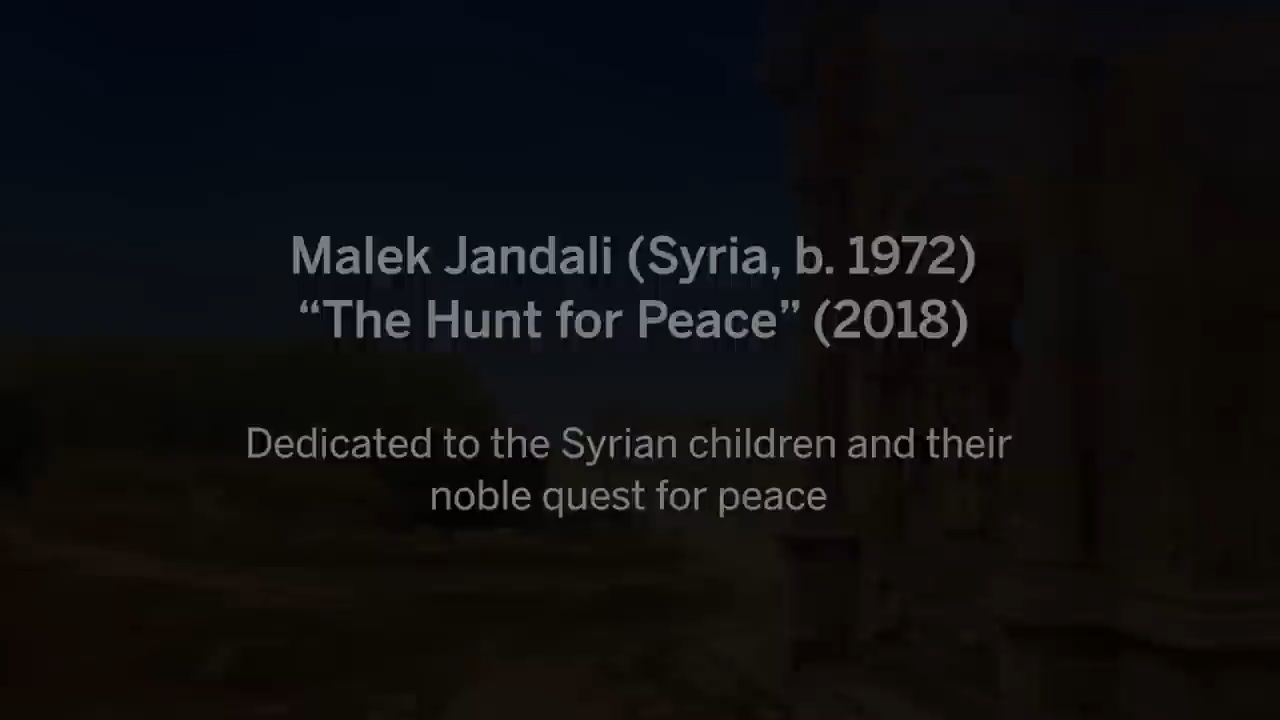 Malek Jandali (Syria, b. 1972)
“The Hunt for Peace” (2018)
Dedicated to the Syrian children and their
noble quest for peace